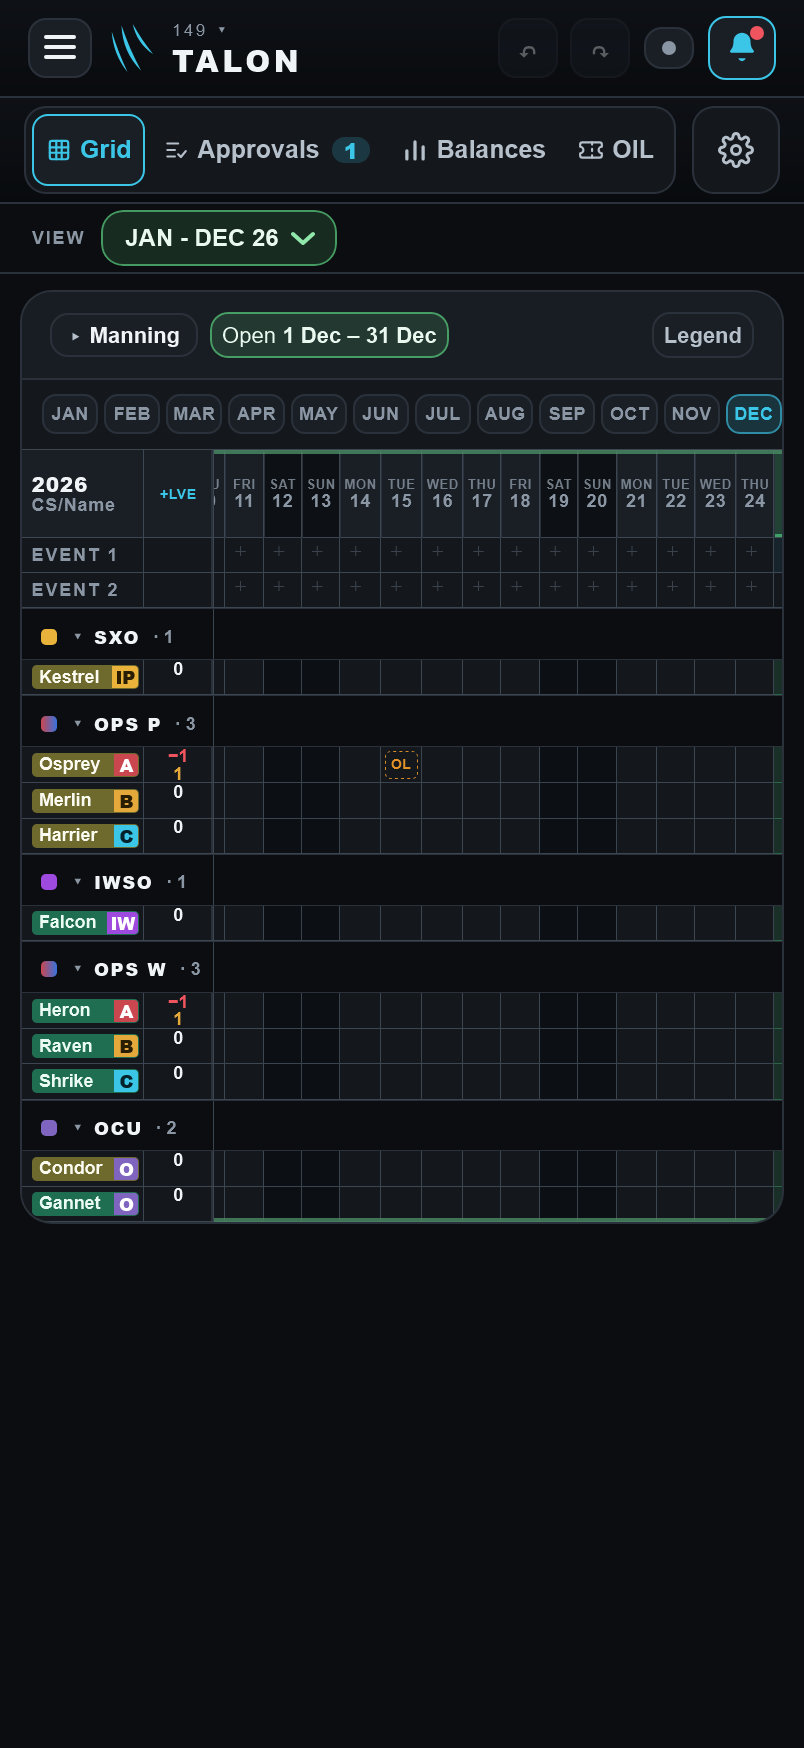 149 ▾
TALON
Grid
Approvals 1
Balances
OIL
VIEW JAN - DEC 26
▸ Manning
Open 1 Dec – 31 Dec
Legend
JAN FEB MAR APR MAY JUN JUL AUG SEP OCT NOV DEC
2026
CS/Name
+LVE
FRI SAT SUN MON TUE WED THU FRI SAT SUN MON TUE WED THU
11 12 13 14 15 16 17 18 19 20 21 22 23 24
EVENT 1 + + + + + + + + + + + + + +
EVENT 2 + + + + + + + + + + + + + +
▾ SXO · 1
Kestrel IP 0
▾ OPS P · 3
Osprey A −1 1 OL
Merlin B 0
Harrier C 0
▾ IWSO · 1
Falcon IW 0
▾ OPS W · 3
Heron A −1 1
Raven B 0
Shrike C 0
▾ OCU · 2
Condor O 0
Gannet O 0